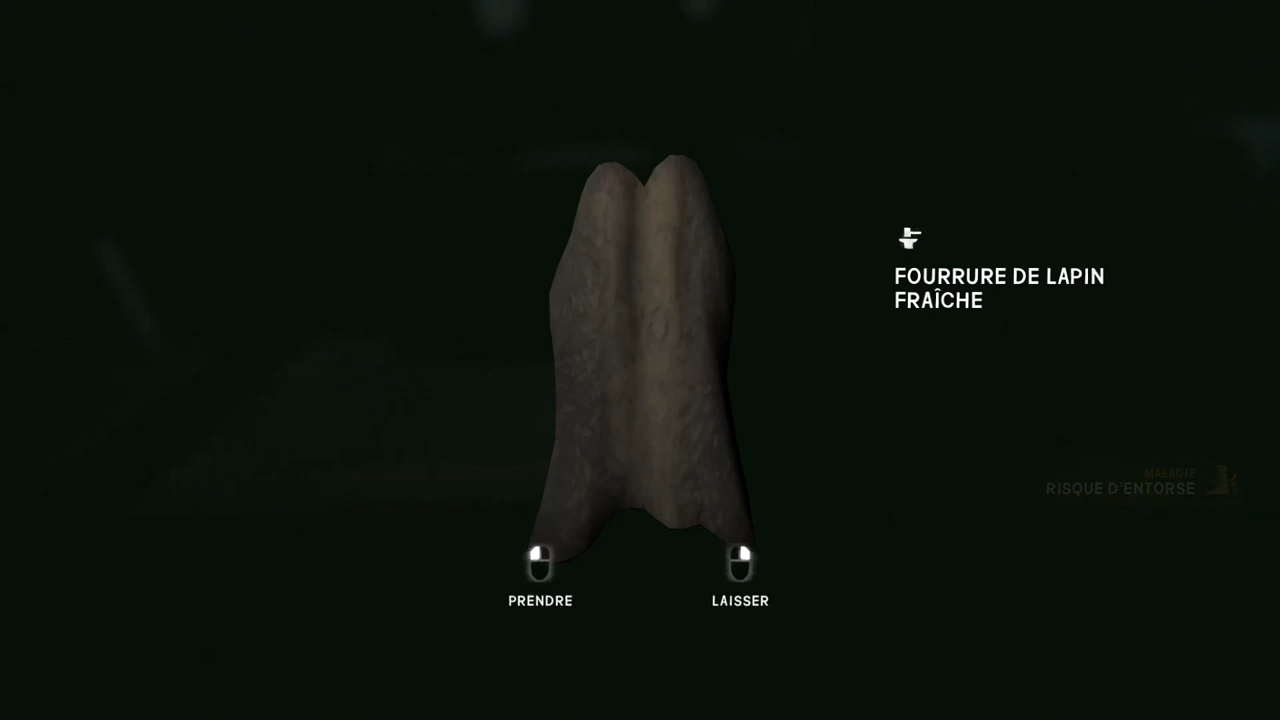 FOURRURE DE LAPIN
FRAÎCHE
MALADIE
RISQUE D'ENTORSE
PRENDRE
LAISSER